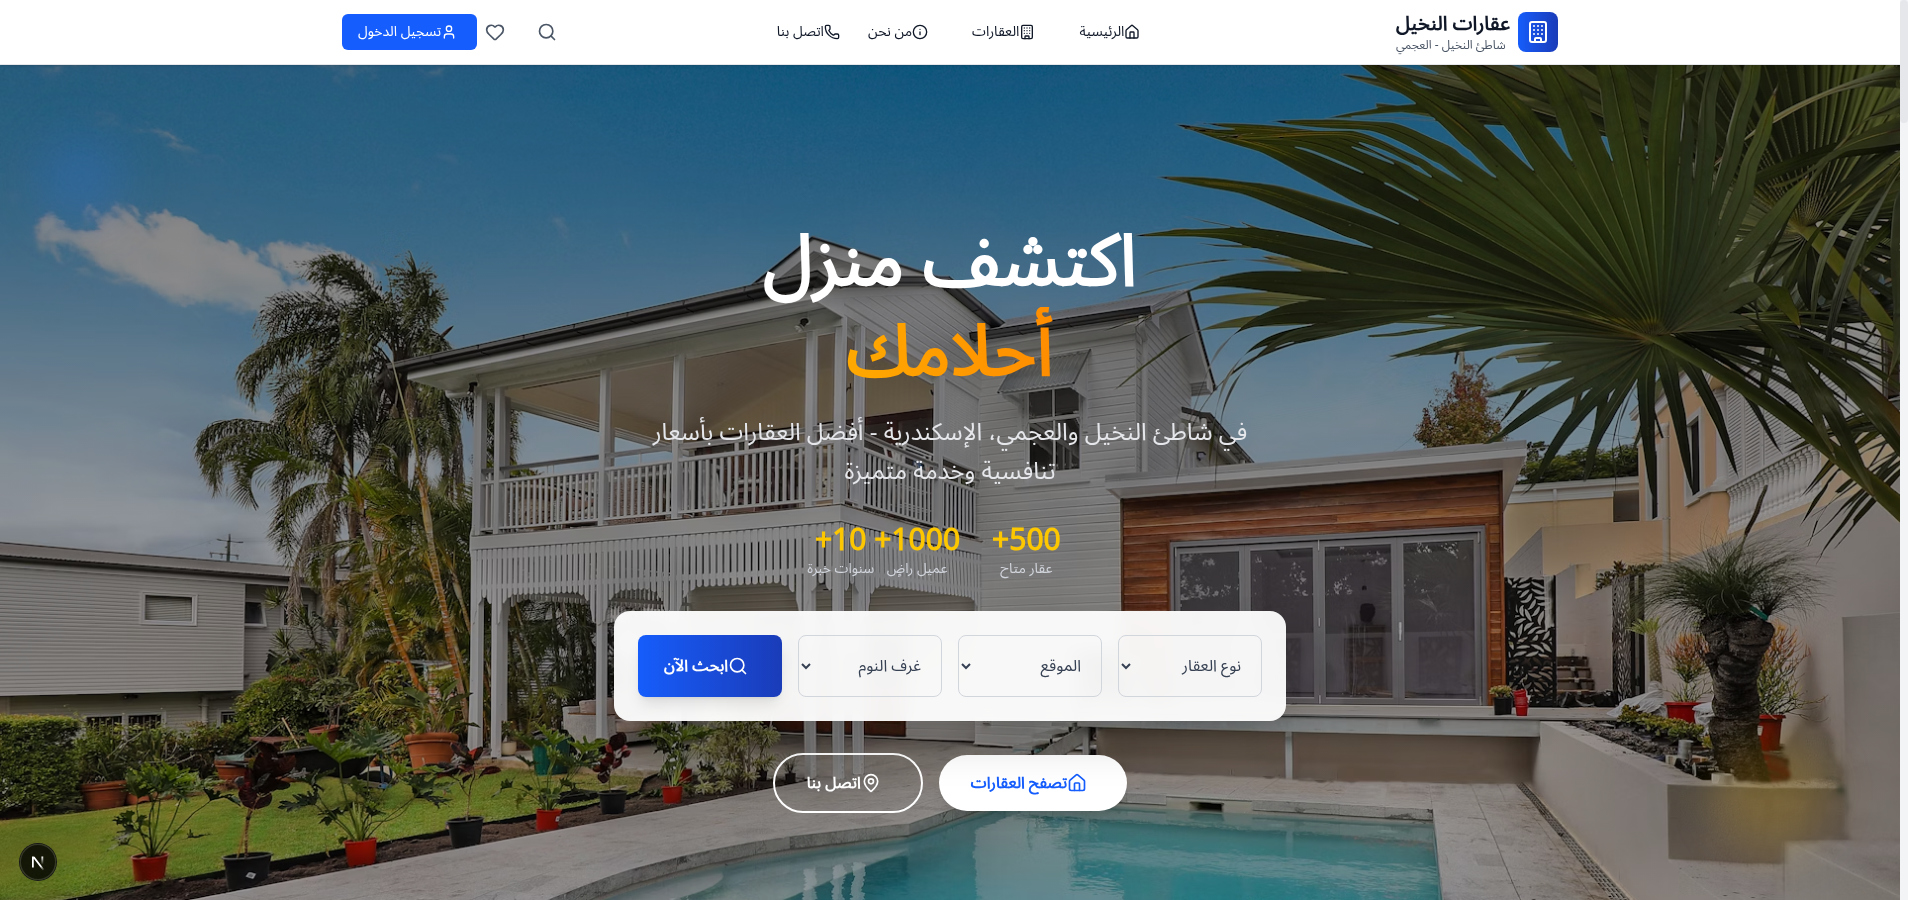 عقارات النخيل
شاطئ النخيل - العجمي
الرئيسية
العقارات
من نحن
اتصل بنا
تسجيل الدخول
اكتشف منزل
أحلامك
في شاطئ النخيل والعجمي، الإسكندرية - أفضل العقارات بأسعار
تنافسية وخدمة متميزة
+500
عقار متاح
+1000
عميل راضٍ
+10
سنوات خبرة
نوع العقار
الموقع
غرف النوم
ابحث الآن
تصفح العقارات
اتصل بنا
N